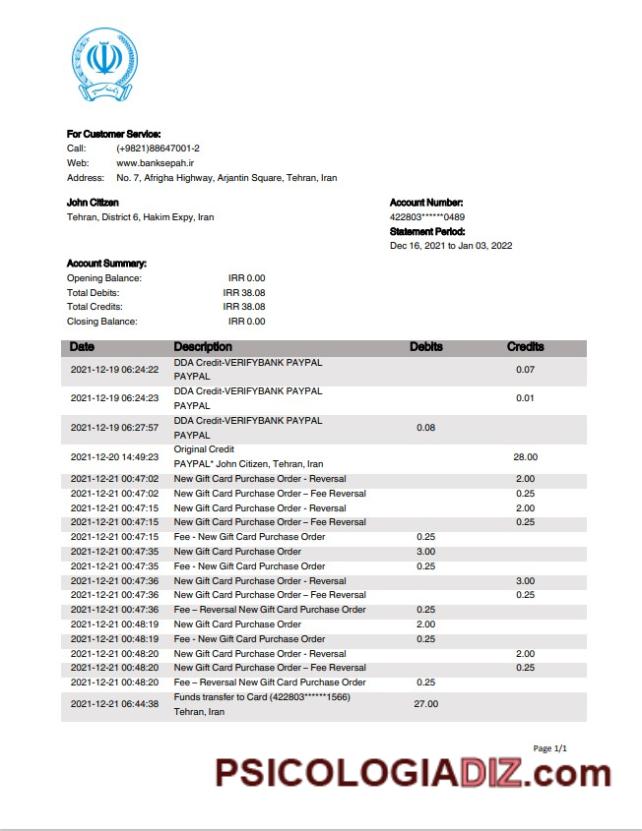 For Customer Service:
Call: (+9821)88647001-2
Web: www.banksepah.ir
Address: No. 7, Afrigha Highway, Arjantin Square, Tehran, Iran
John Citizen
Tehran, District 6, Hakim Expy, Iran
Account Number:
422803******0489
Statement Period:
Dec 16, 2021 to Jan 03, 2022
Account Summary:
Opening Balance: IRR 0.00
Total Debits: IRR 38.08
Total Credits: IRR 38.08
Closing Balance: IRR 0.00
Date Description Debits Credits
2021-12-19 06:24:22 DDA Credit-VERIFYBANK PAYPAL PAYPAL 0.07
2021-12-19 06:24:23 DDA Credit-VERIFYBANK PAYPAL PAYPAL 0.01
2021-12-19 06:27:57 DDA Credit-VERIFYBANK PAYPAL PAYPAL 0.08
2021-12-20 14:49:23 Original Credit PAYPAL* John Citizen, Tehran, Iran 28.00
2021-12-21 00:47:02 New Gift Card Purchase Order - Reversal 2.00
2021-12-21 00:47:02 New Gift Card Purchase Order – Fee Reversal 0.25
2021-12-21 00:47:15 New Gift Card Purchase Order - Reversal 2.00
2021-12-21 00:47:15 New Gift Card Purchase Order – Fee Reversal 0.25
2021-12-21 00:47:15 Fee - New Gift Card Purchase Order 0.25
2021-12-21 00:47:35 New Gift Card Purchase Order 3.00
2021-12-21 00:47:35 Fee - New Gift Card Purchase Order 0.25
2021-12-21 00:47:36 New Gift Card Purchase Order - Reversal 3.00
2021-12-21 00:47:36 New Gift Card Purchase Order – Fee Reversal 0.25
2021-12-21 00:47:36 Fee – Reversal New Gift Card Purchase Order 0.25
2021-12-21 00:48:19 New Gift Card Purchase Order 2.00
2021-12-21 00:48:19 Fee - New Gift Card Purchase Order 0.25
2021-12-21 00:48:20 New Gift Card Purchase Order - Reversal 2.00
2021-12-21 00:48:20 New Gift Card Purchase Order – Fee Reversal 0.25
2021-12-21 00:48:20 Fee – Reversal New Gift Card Purchase Order 0.25
2021-12-21 06:44:38 Funds transfer to Card (422803******1566) Tehran, Iran 27.00
Page 1/1
PSICOLOGIADIZ.com